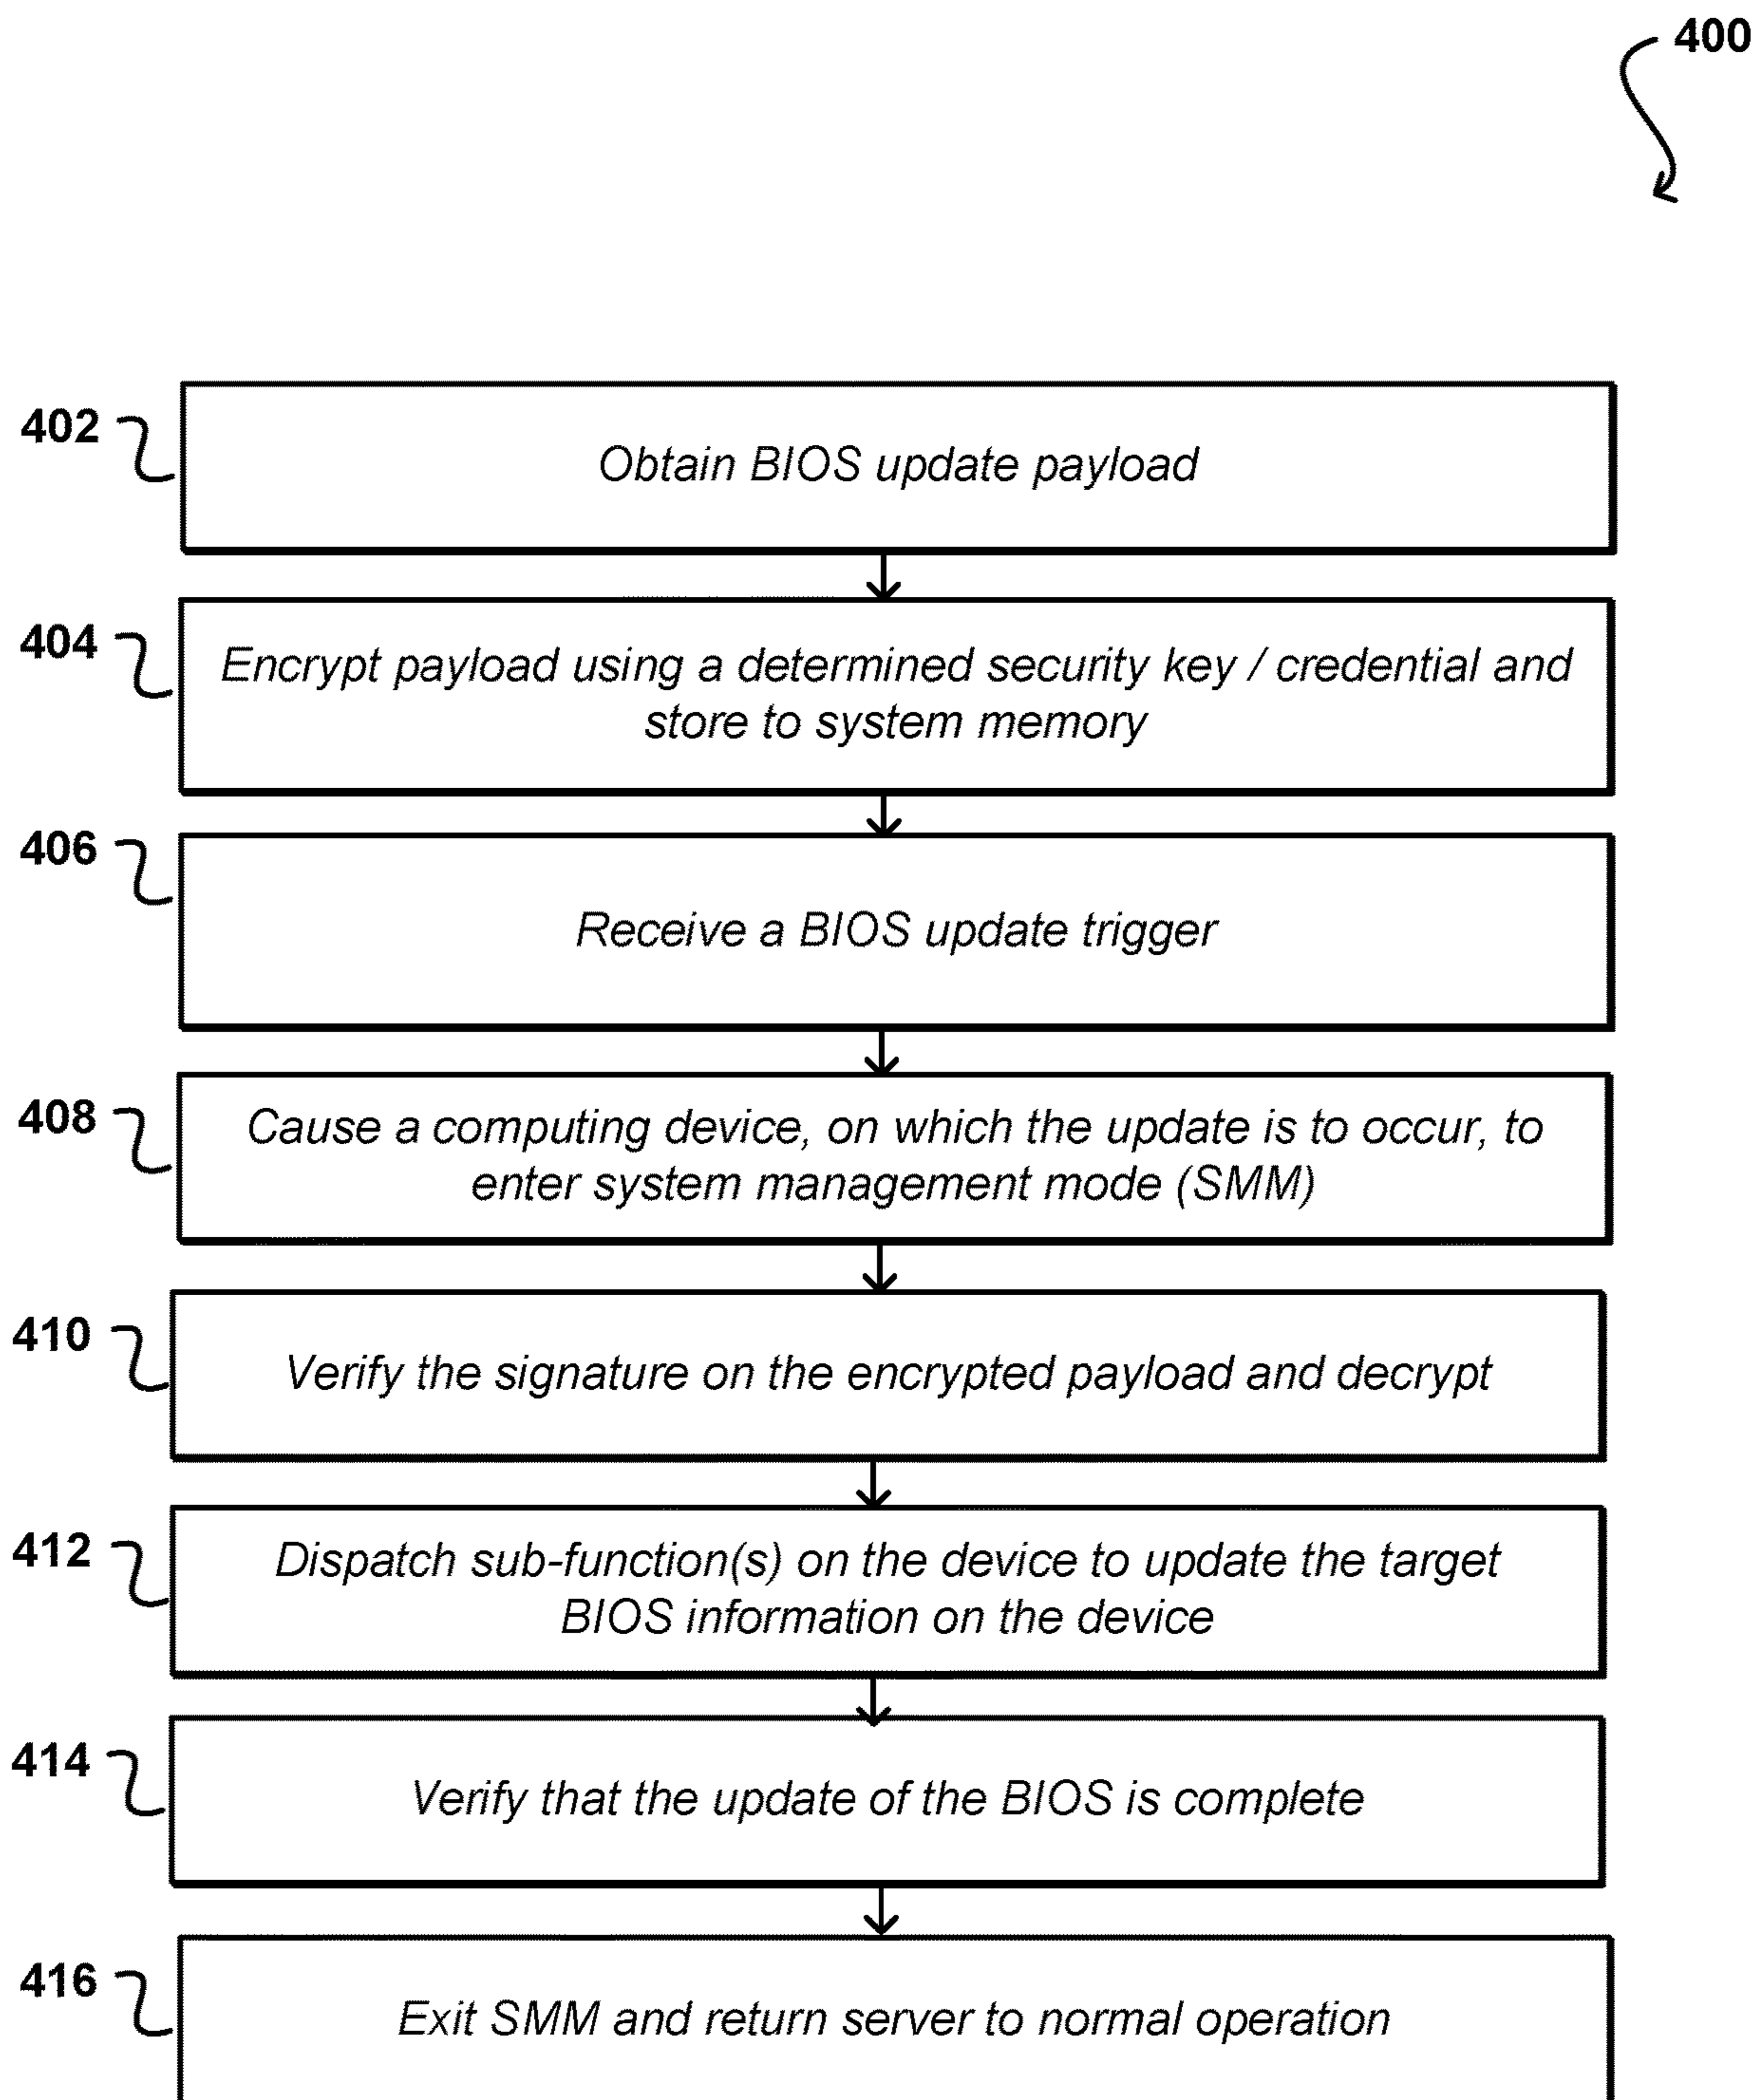 400
402
Obtain BIOS update payload
404
Encrypt payload using a determined security key / credential and
store to system memory
406
Receive a BIOS update trigger
408
Cause a computing device, on which the update is to occur, to
enter system management mode (SMM)
410
Verify the signature on the encrypted payload and decrypt
412
Dispatch sub-function(s) on the device to update the target
BIOS information on the device
414
Verify that the update of the BIOS is complete
416
Exit SMM and return server to normal operation